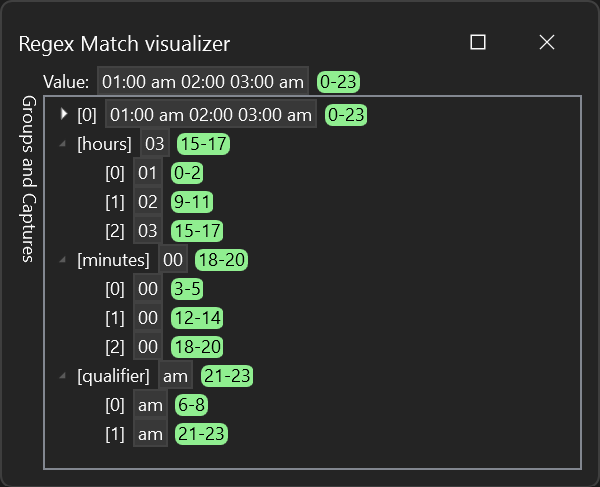 Regex Match visualizer
Value: 01:00 am 02:00 03:00 am 0-23
Groups and Captures
[0] 01:00 am 02:00 03:00 am 0-23
[hours] 03 15-17
[0] 01 0-2
[1] 02 9-11
[2] 03 15-17
[minutes] 00 18-20
[0] 00 3-5
[1] 00 12-14
[2] 00 18-20
[qualifier] am 21-23
[0] am 6-8
[1] am 21-23